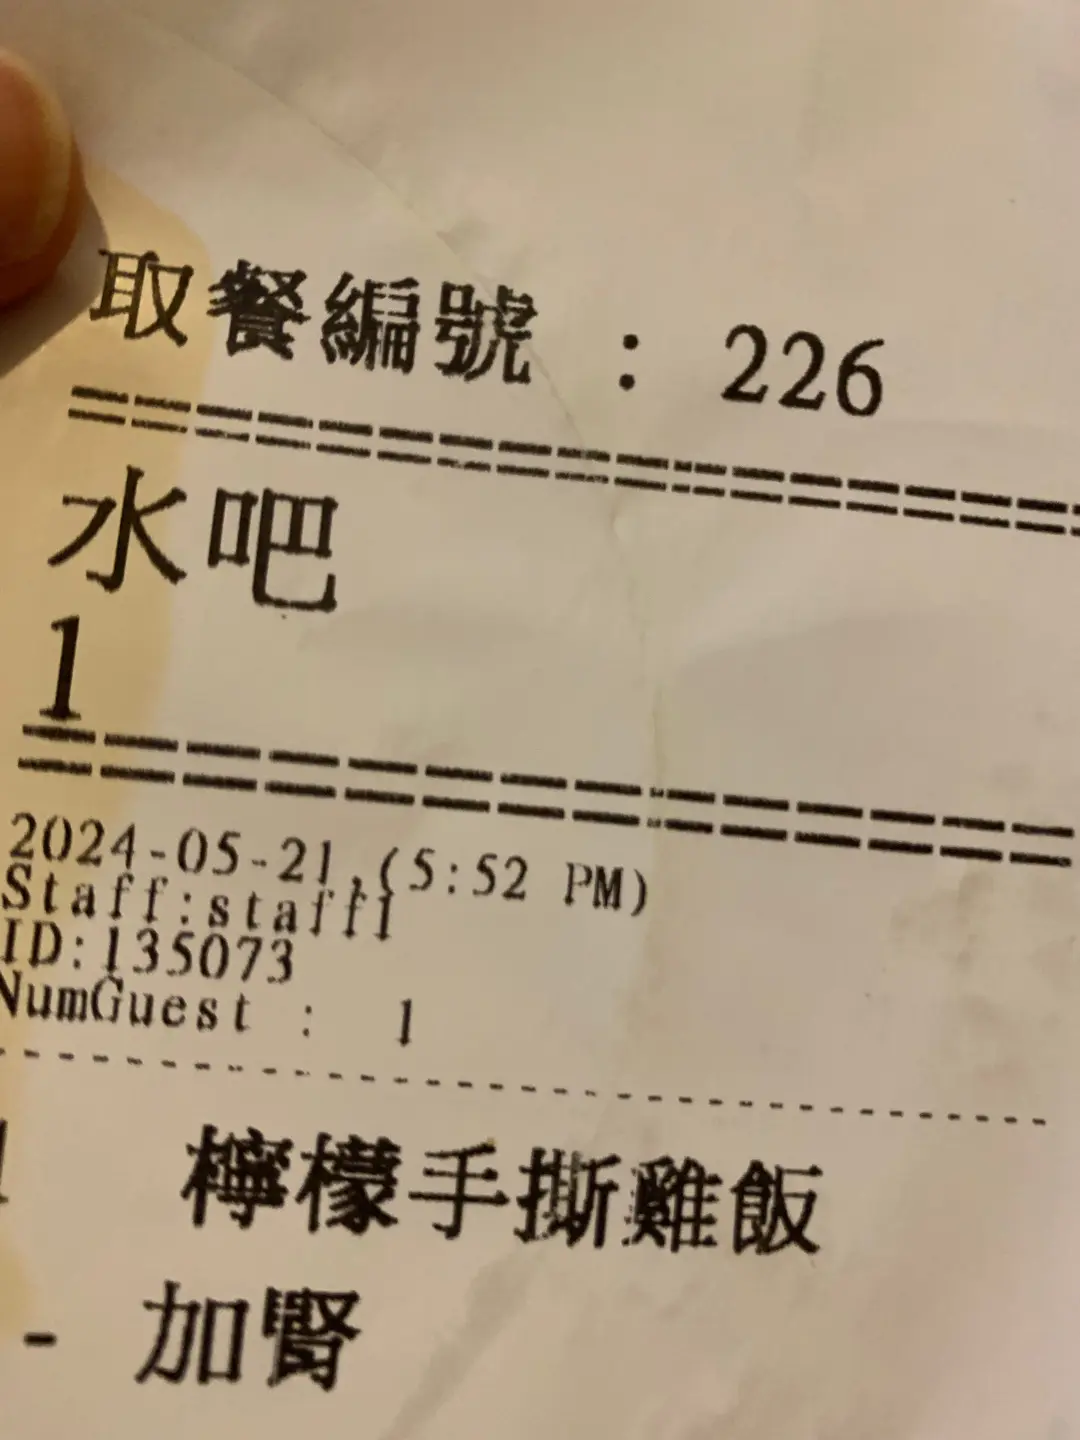 取餐編號 : 226
水吧
1
2024-05-21,(5:52 PM)
Staff:staff1
ID:135073
NumGuest : 1
1 檸檬手撕雞飯
- 加腎